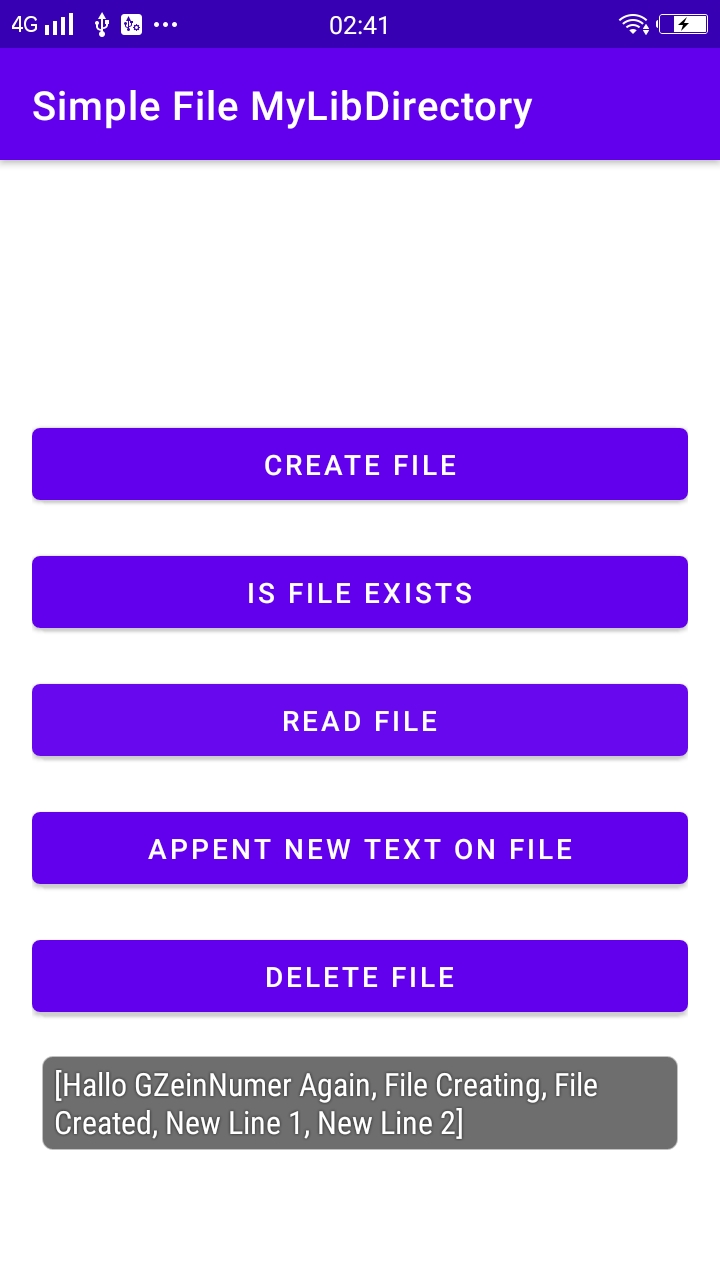 4G 02:41
Simple File MyLibDirectory
CREATE FILE
IS FILE EXISTS
READ FILE
APPENT NEW TEXT ON FILE
DELETE FILE
[Hallo GZeinNumer Again, File Creating, File
Created, New Line 1, New Line 2]